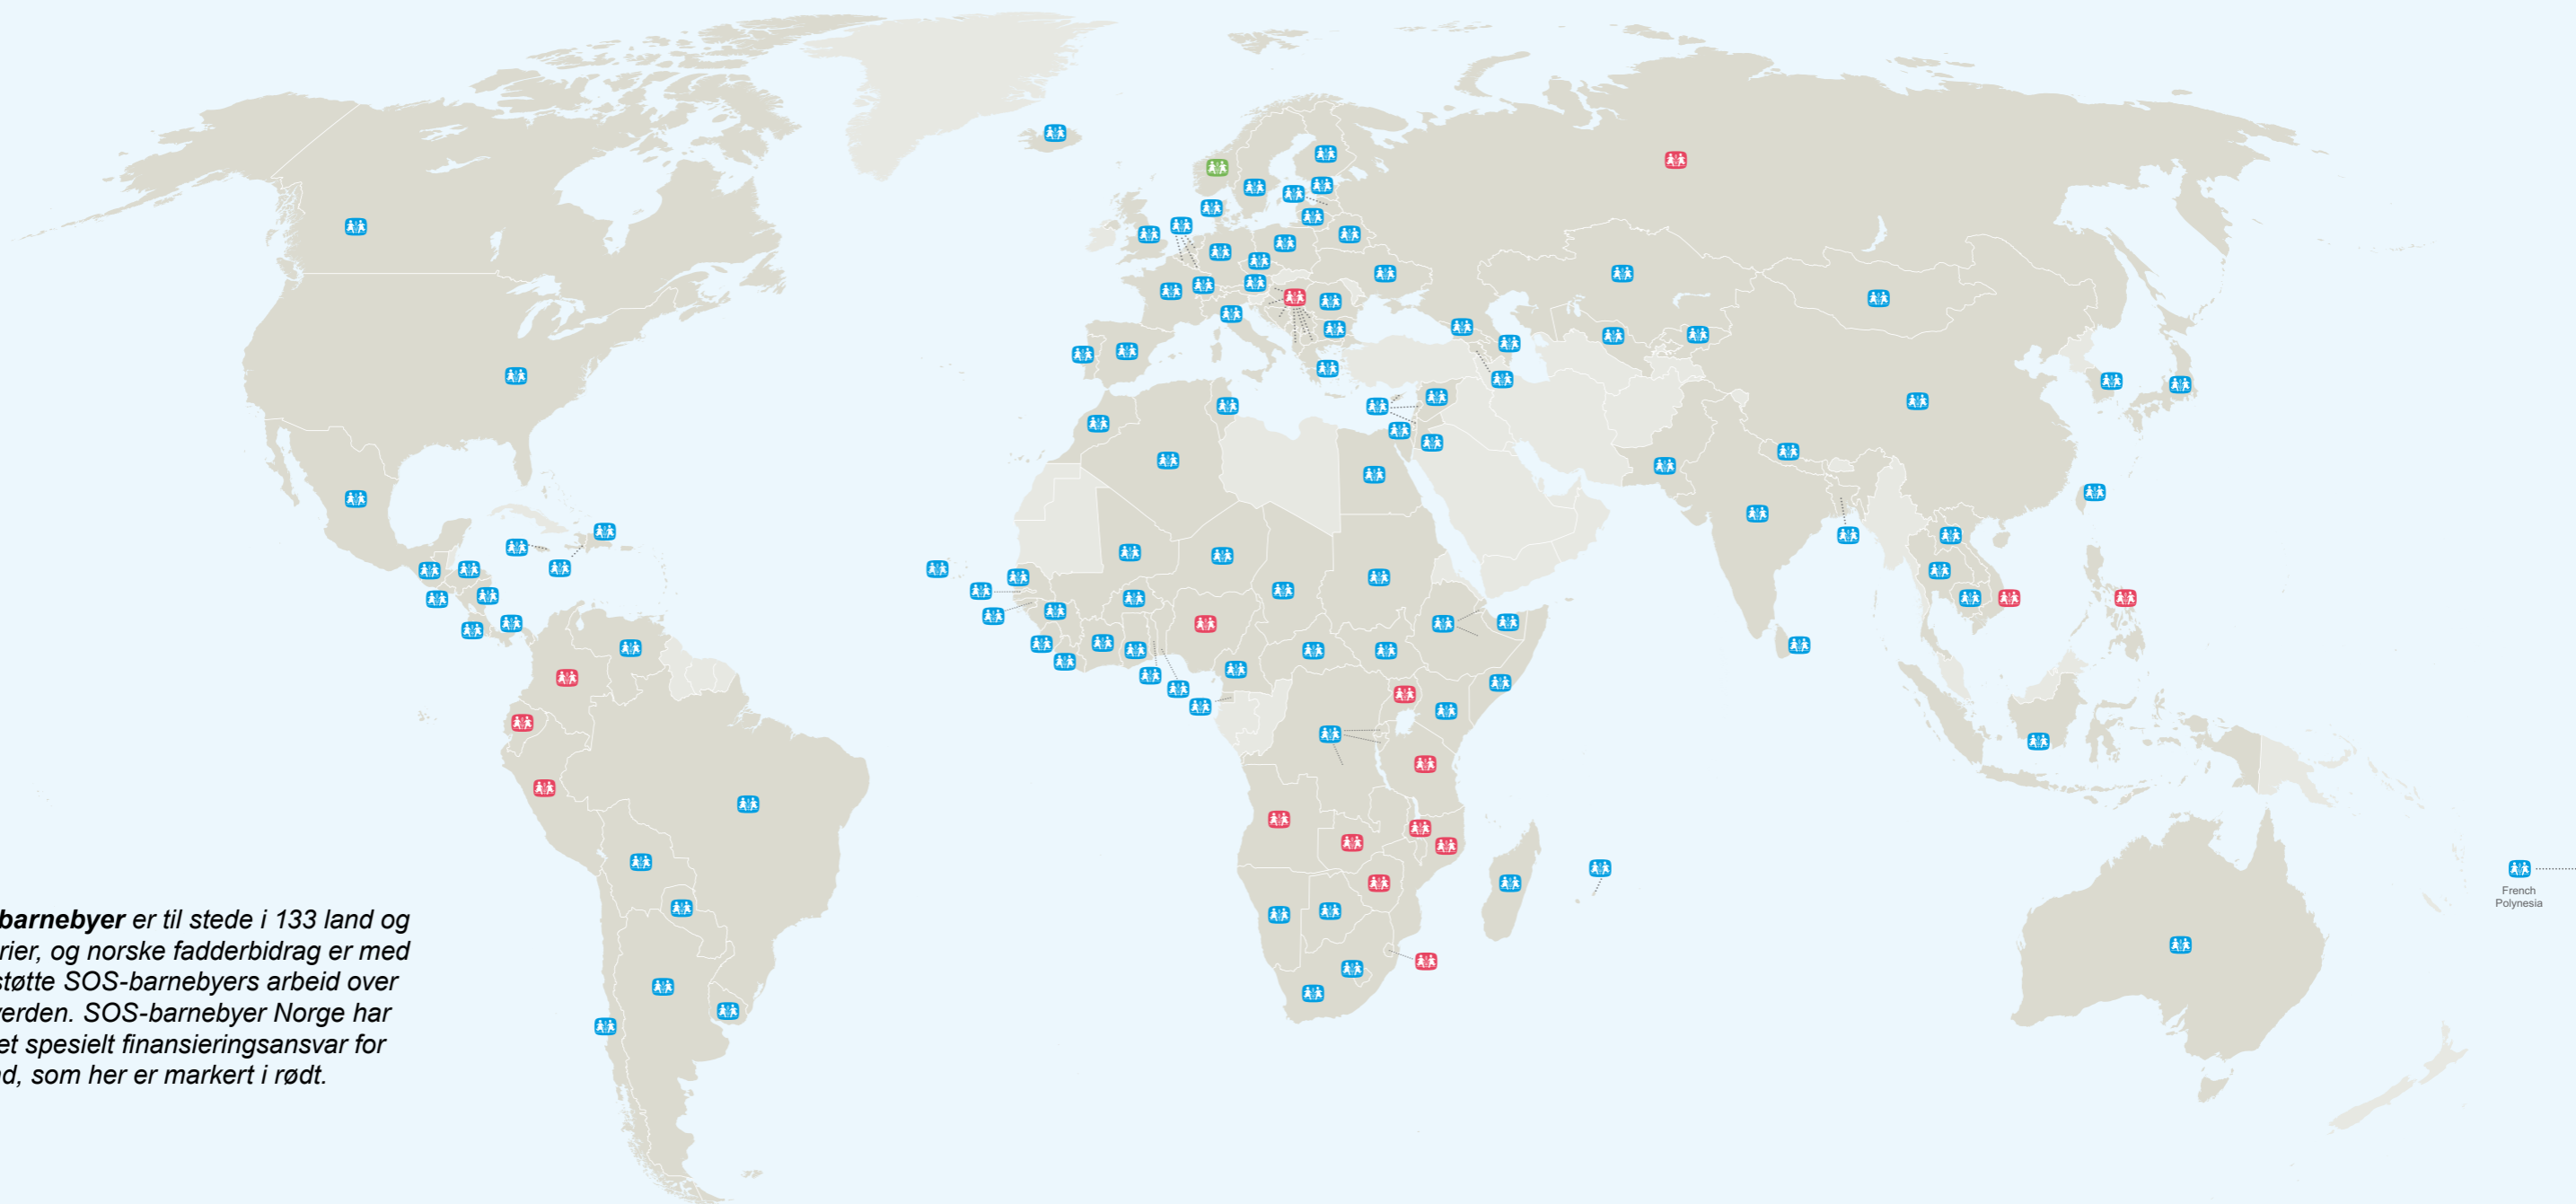 barnebyer er til stede i 133 land og
rier, og norske fadderbidrag er med
støtte SOS-barnebyers arbeid over
verden. SOS-barnebyer Norge har
et spesielt finansieringsansvar for
d, som her er markert i rødt.
French
Polynesia